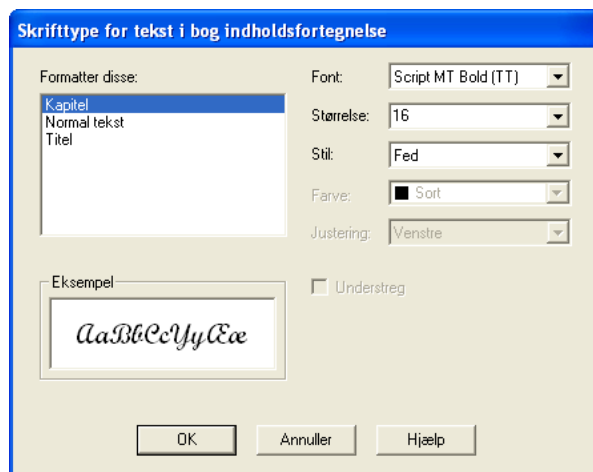 Skrifttype for tekst i bog indholdsfortegnelse
Formatter disse:
Kapitel
Normal tekst
Titel
Font: Script MT Bold (TT)
Størrelse: 16
Stil: Fed
Farve: Sort
Justering: Venstre
Eksempel
AaBbCcYyÆæ
Understreg
OK Annuller Hjælp